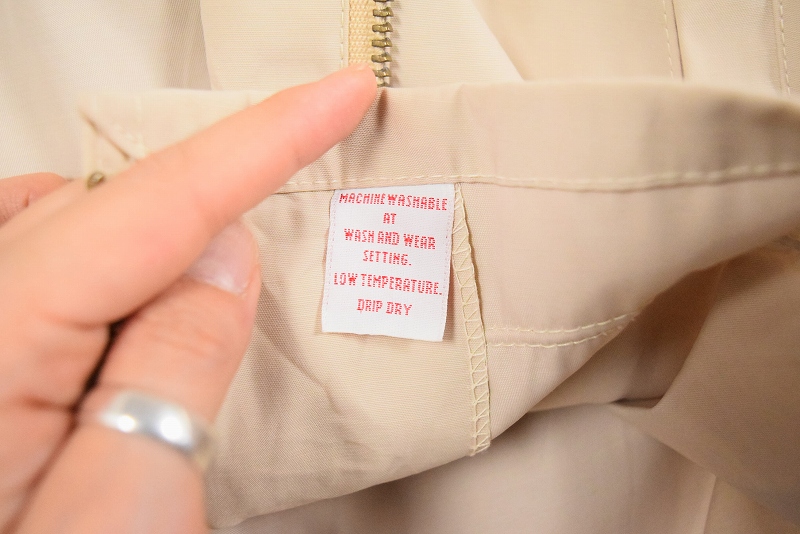 MACHINE WASHABLE
AT
WASH AND WEAR
SETTING.
LOW TEMPERATURE.
DRIP DRY